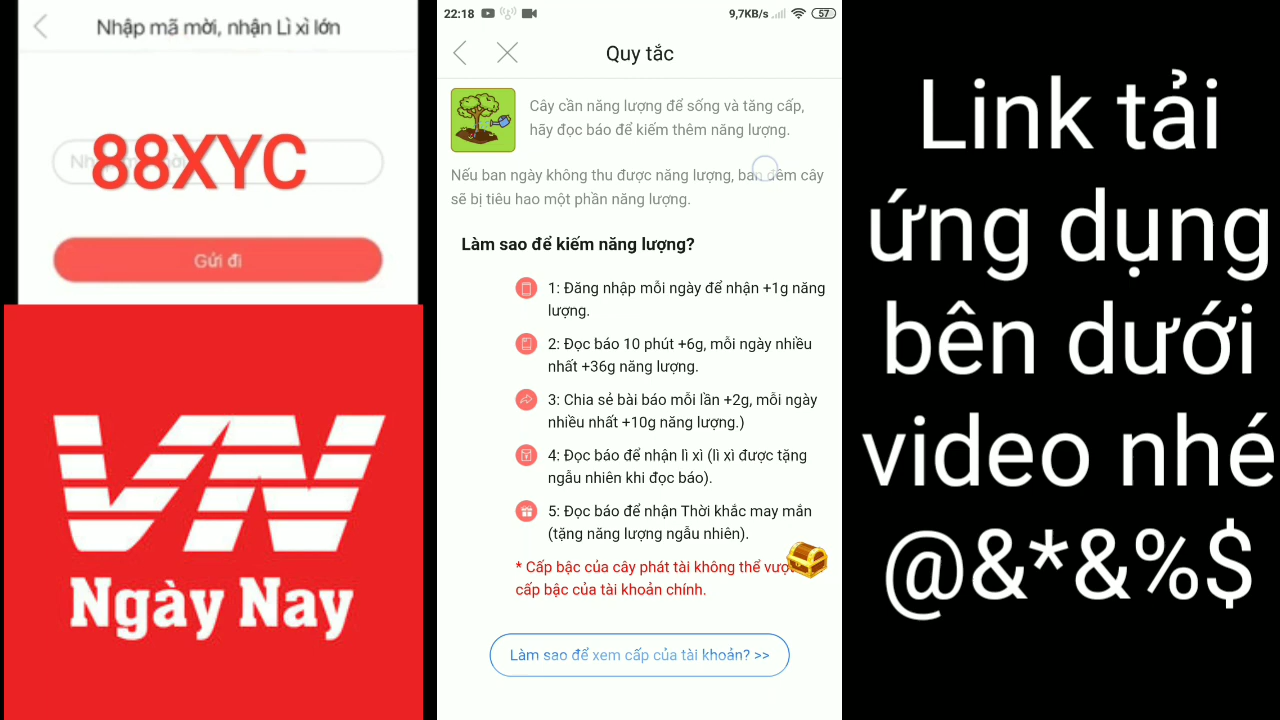 Nhập mã mời, nhận Lì xì lớn
88XYC
Gửi đi
VN
Ngày Nay
22:18
9,7KB/s
57
Quy tắc
Cây cần năng lượng để sống và tăng cấp,
hãy đọc báo để kiếm thêm năng lượng.
Nếu ban ngày không thu được năng lượng, ban đêm cây
sẽ bị tiêu hao một phần năng lượng.
Làm sao để kiếm năng lượng?
1: Đăng nhập mỗi ngày để nhận +1g năng
lượng.
2: Đọc báo 10 phút +6g, mỗi ngày nhiều
nhất +36g năng lượng.
3: Chia sẻ bài báo mỗi lần +2g, mỗi ngày
nhiều nhất +10g năng lượng.)
4: Đọc báo để nhận lì xì (lì xì được tặng
ngẫu nhiên khi đọc báo).
5: Đọc báo để nhận Thời khắc may mắn
(tặng năng lượng ngẫu nhiên).
* Cấp bậc của cây phát tài không thể vượt
cấp bậc của tài khoản chính.
Làm sao để xem cấp của tài khoản? >>
Link tải
ứng dụng
bên dưới
video nhé
@&*&%$